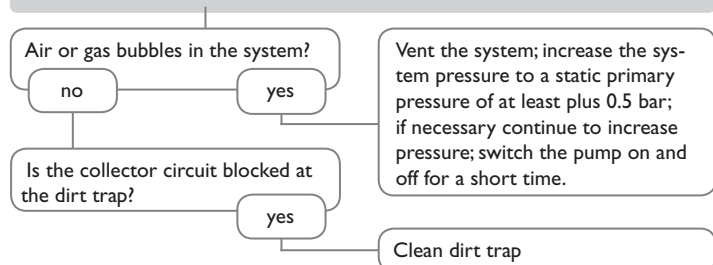 Air or gas bubbles in the system?
no
yes
Vent the system; increase the sys-
tem pressure to a static primary
pressure of at least plus 0.5 bar;
if necessary continue to increase
pressure; switch the pump on and
off for a short time.
Is the collector circuit blocked at
the dirt trap?
yes
Clean dirt trap